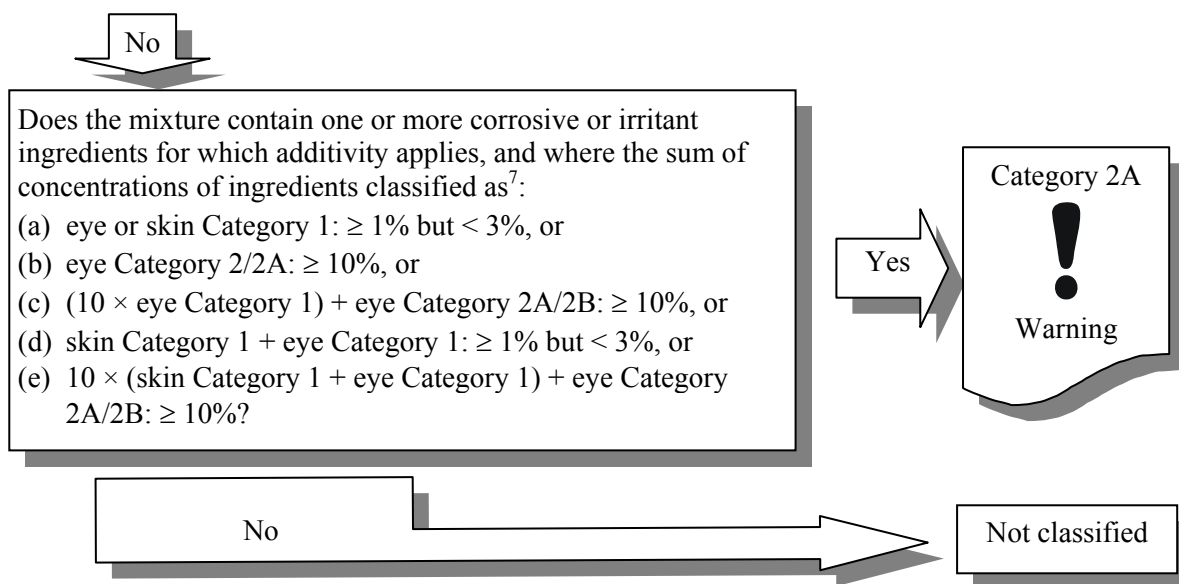 No
Does the mixture contain one or more corrosive or irritant
ingredients for which additivity applies, and where the sum of
concentrations of ingredients classified as⁷:
(a) eye or skin Category 1: ≥ 1% but < 3%, or
(b) eye Category 2/2A: ≥ 10%, or
(c) (10 × eye Category 1) + eye Category 2A/2B: ≥ 10%, or
(d) skin Category 1 + eye Category 1: ≥ 1% but < 3%, or
(e) 10 × (skin Category 1 + eye Category 1) + eye Category
2A/2B: ≥ 10%?
Yes
Category 2A
!
Warning
No
Not classified